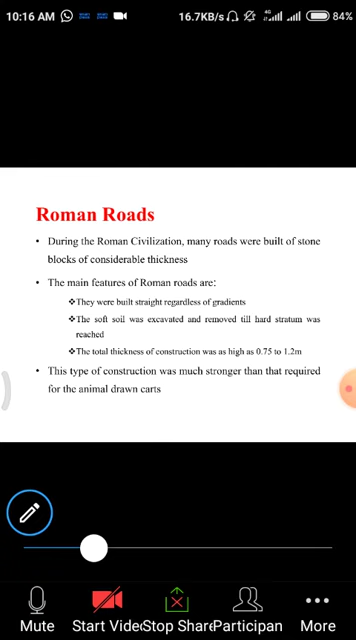 10:16 AM 16.7KB/s 4G 84%
Roman Roads
• During the Roman Civilization, many roads were built of stone
blocks of considerable thickness
• The main features of Roman roads are:
❖They were built straight regardless of gradients
❖The soft soil was excavated and removed till hard stratum was
reached
❖The total thickness of construction was as high as 0.75 to 1.2m
• This type of construction was much stronger than that required
for the animal drawn carts
Mute Start Video Stop Share Participan More